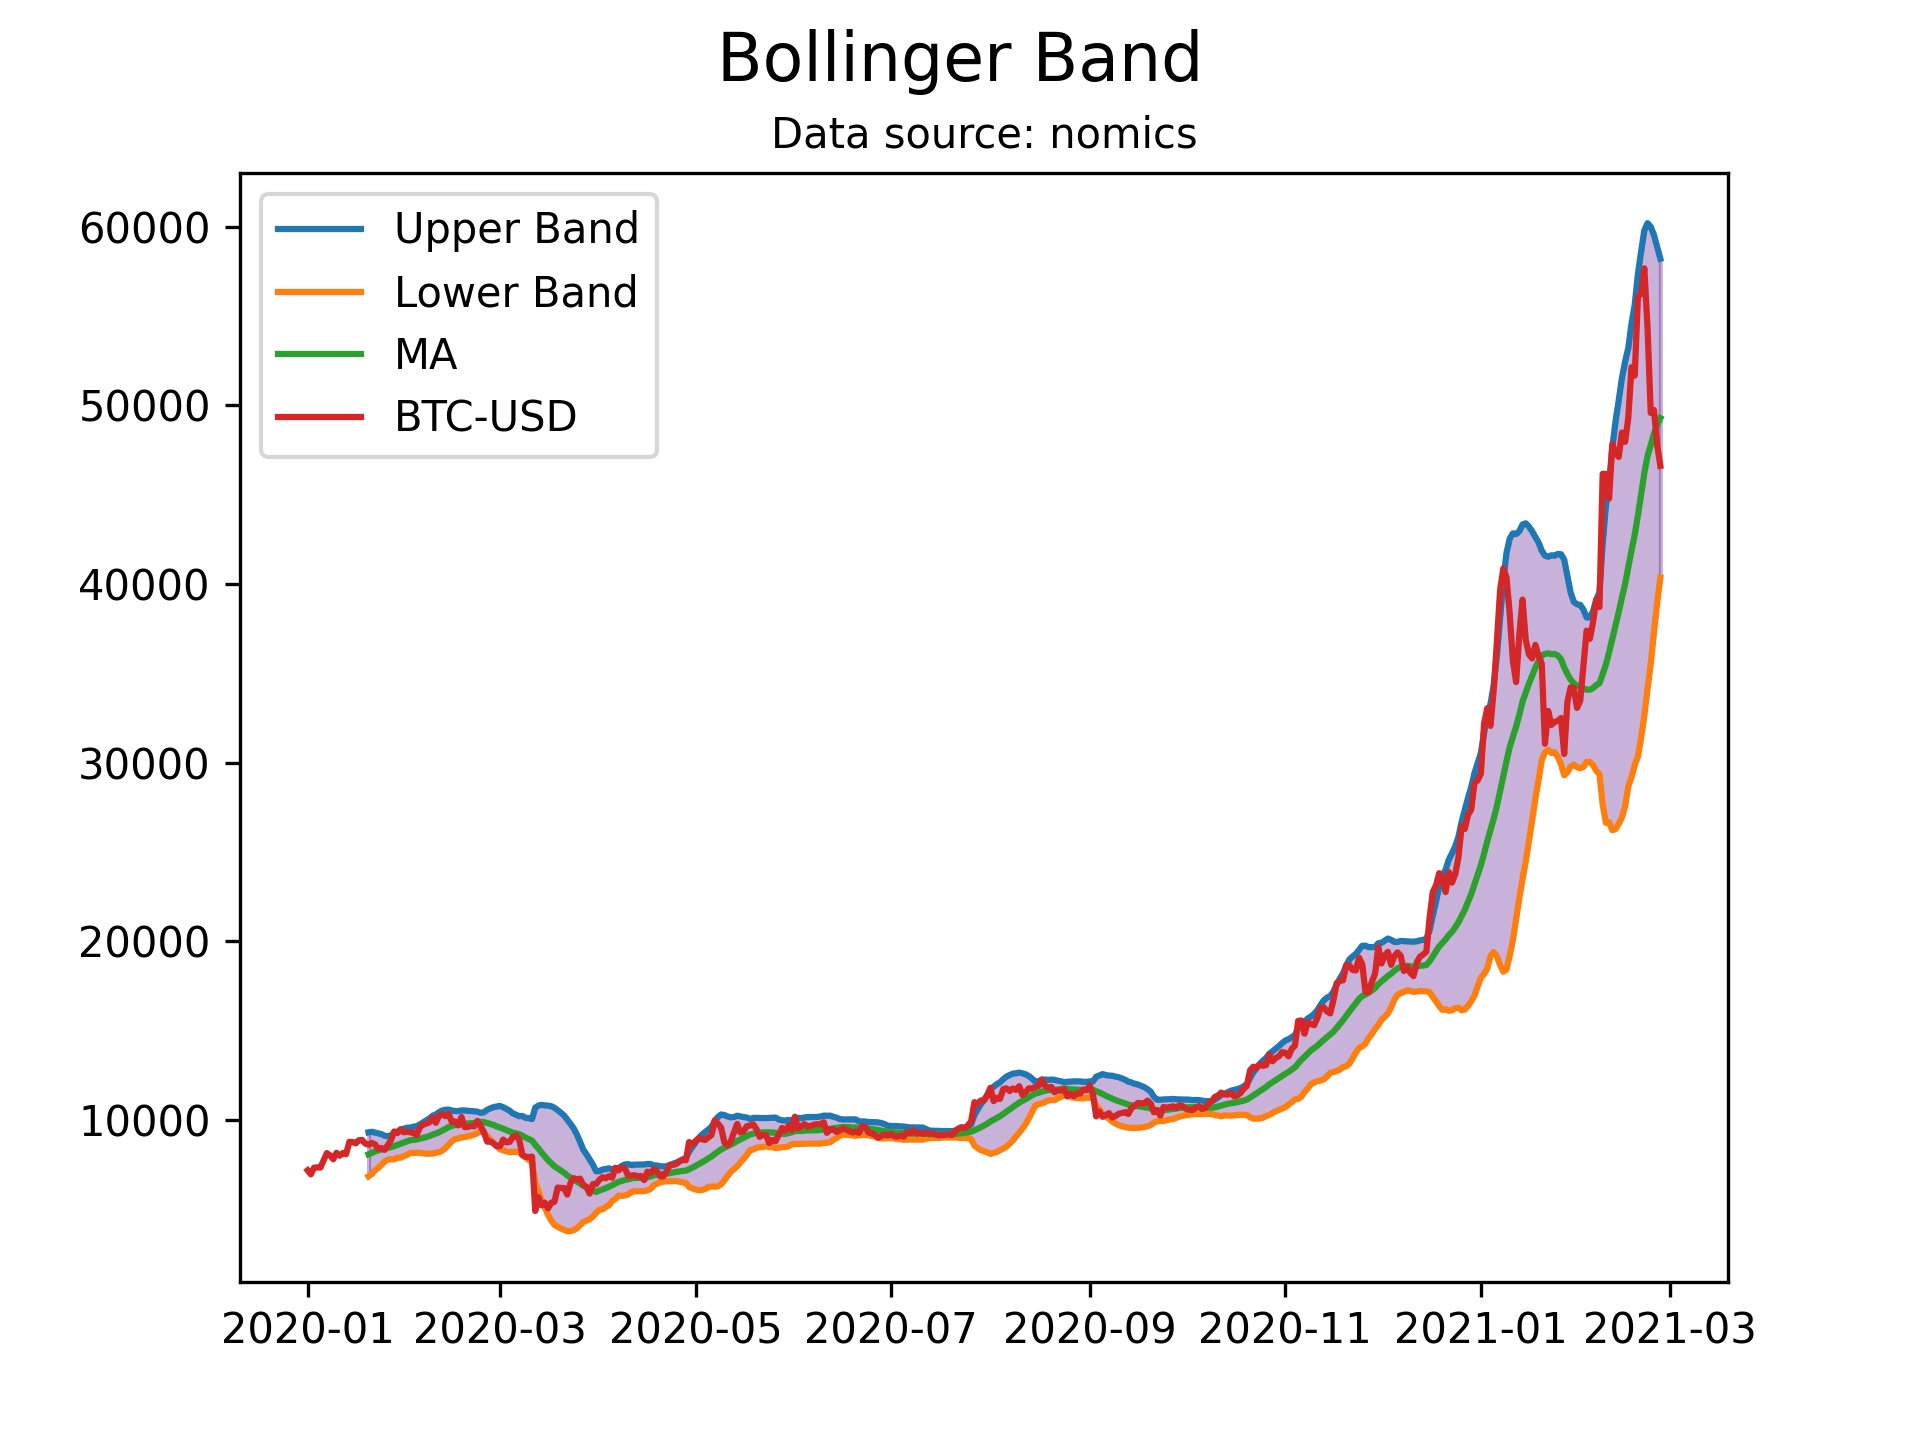 Bollinger Band
Data source: nomics
Upper Band
Lower Band
MA
BTC-USD
60000
50000
40000
30000
20000
10000
2020-01 2020-03 2020-05 2020-07 2020-09 2020-11 2021-01 2021-03